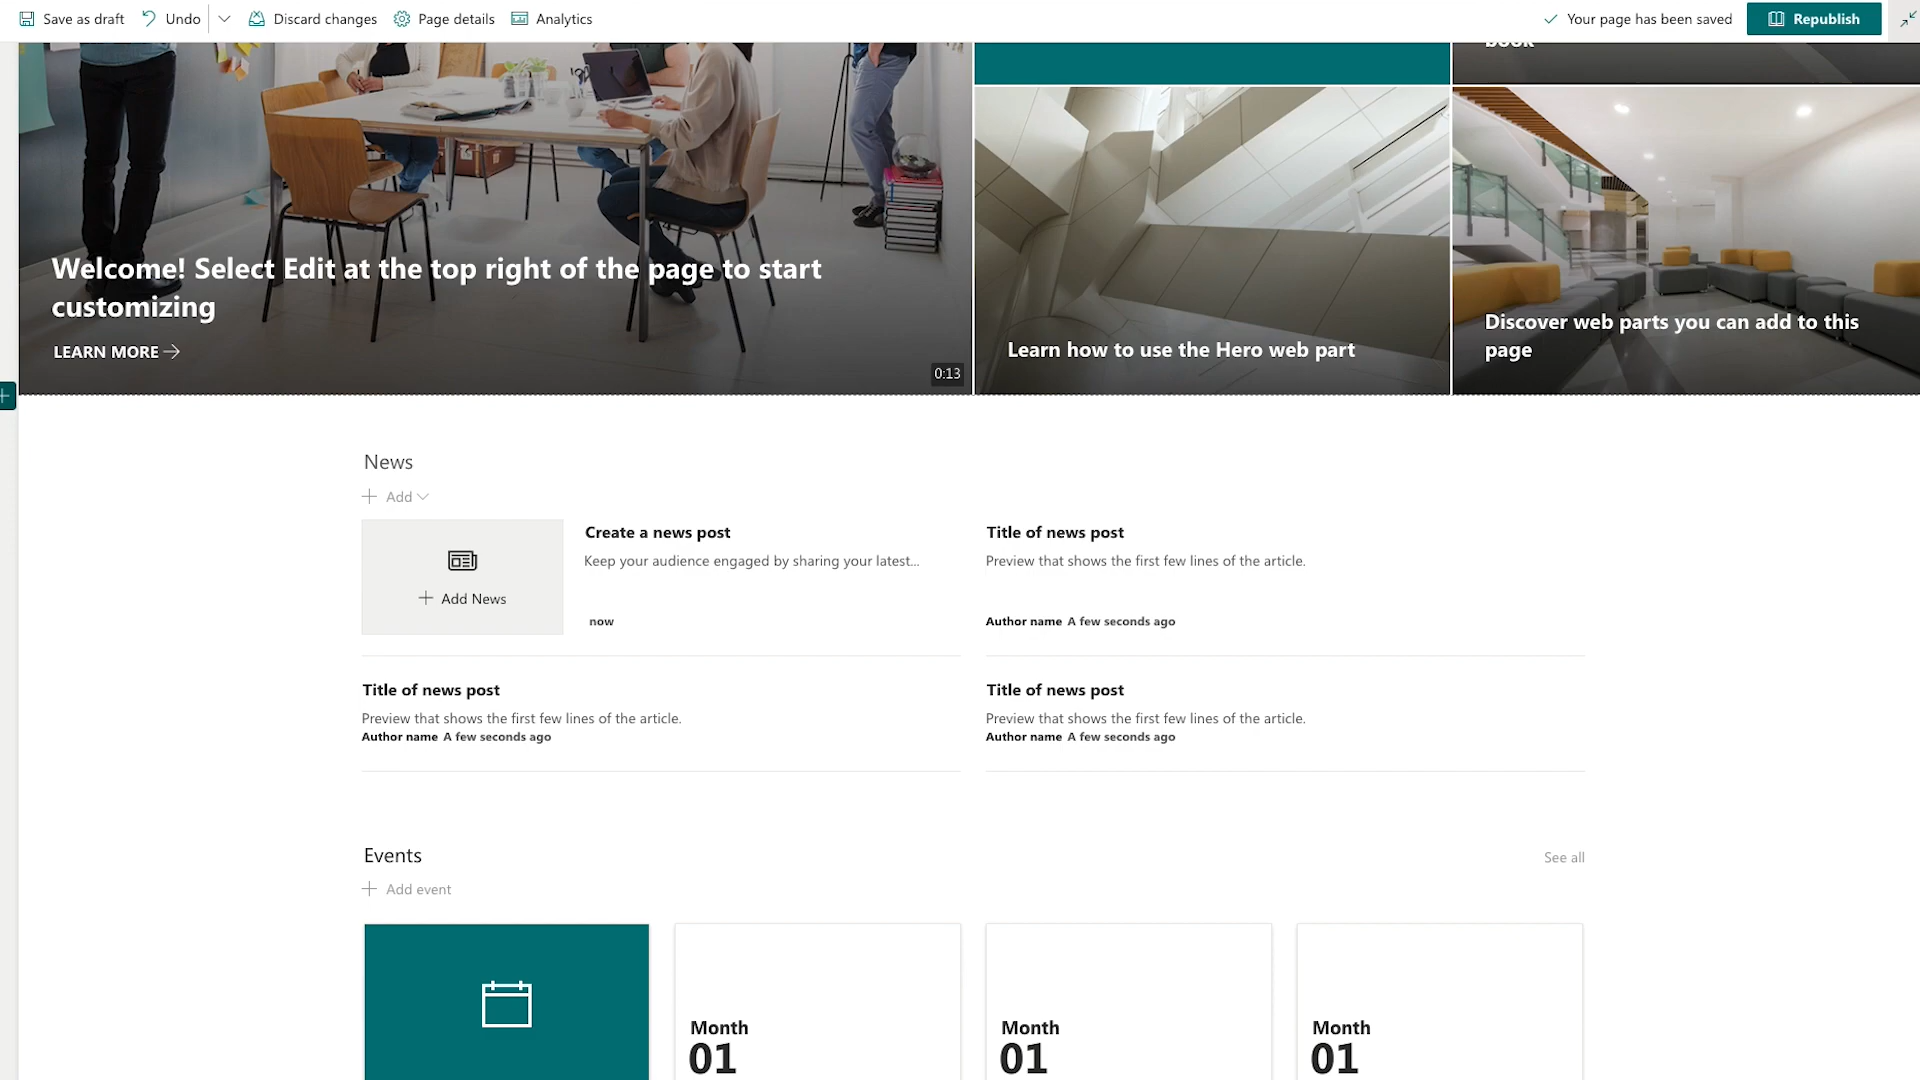 Save as draft
Undo
Discard changes
Page details
Analytics
Your page has been saved
Republish
book
Welcome! Select Edit at the top right of the page to start
customizing
LEARN MORE
0:13
Learn how to use the Hero web part
Discover web parts you can add to this
page
News
Add
Add News
Create a news post
Keep your audience engaged by sharing your latest...
now
Title of news post
Preview that shows the first few lines of the article.
Author name A few seconds ago
Title of news post
Preview that shows the first few lines of the article.
Author name A few seconds ago
Title of news post
Preview that shows the first few lines of the article.
Author name A few seconds ago
Events
See all
Add event
Month
01
Month
01
Month
01